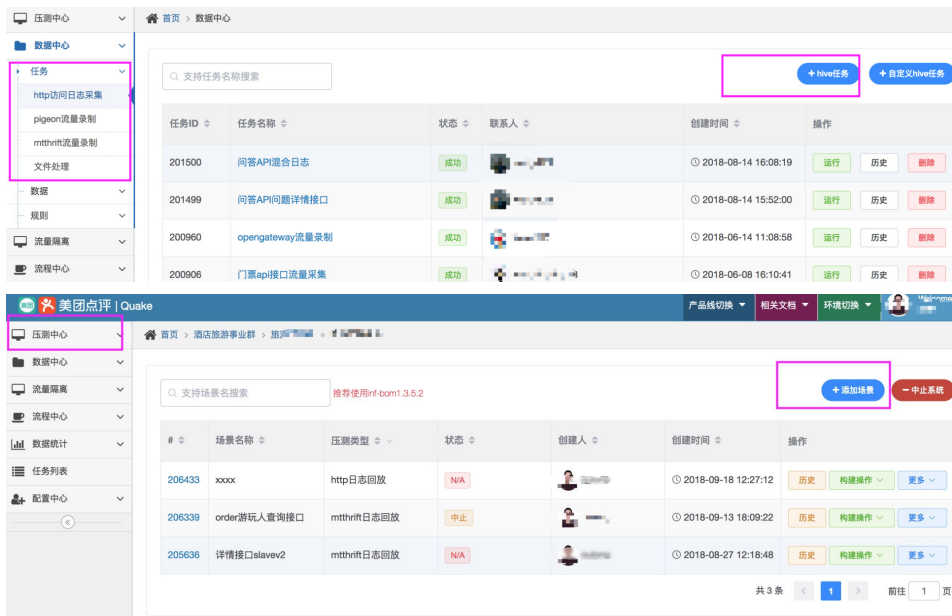 压测中心
首页 > 数据中心
数据中心
任务
http访问日志采集
pigeon流量录制
mtthrift流量录制
文件处理
数据
规则
流量隔离
流程中心
支持任务名称搜索
+hive任务
+自定义hive任务
任务ID 任务名称 状态 联系人 创建时间 操作
201500 问答API混合日志 成功 2018-08-14 16:08:19 运行 历史 删除
201499 问答API问题详情接口 成功 2018-08-14 15:52:00 运行 历史 删除
200960 opengateway流量录制 成功 2018-06-14 11:08:58 运行 历史 删除
200906 门票api接口流量采集 成功 2018-06-08 16:10:41 运行 历史 删除
美团 美团点评 | Quake
产品线切换 相关文档 环境切换 Welcome
压测中心
数据中心
流量隔离
流程中心
数据统计
任务列表
配置中心
首页 > 酒店旅游事业群 >
支持场景名搜索
推荐使用inf-bom1.3.5.2
+添加场景
中止系统
# 场景名称 压测类型 状态 创建人 创建时间 操作
206433 xxxx http日志回放 N/A 2018-09-18 12:27:12 历史 构建操作 更多
206339 order游玩人查询接口 mtthrift日志回放 中止 2018-09-13 18:09:22 历史 构建操作 更多
205636 详情接口slavev2 mtthrift日志回放 N/A 2018-08-27 12:18:48 历史 构建操作 更多
共 3 条 < 1 > 前往 1 页